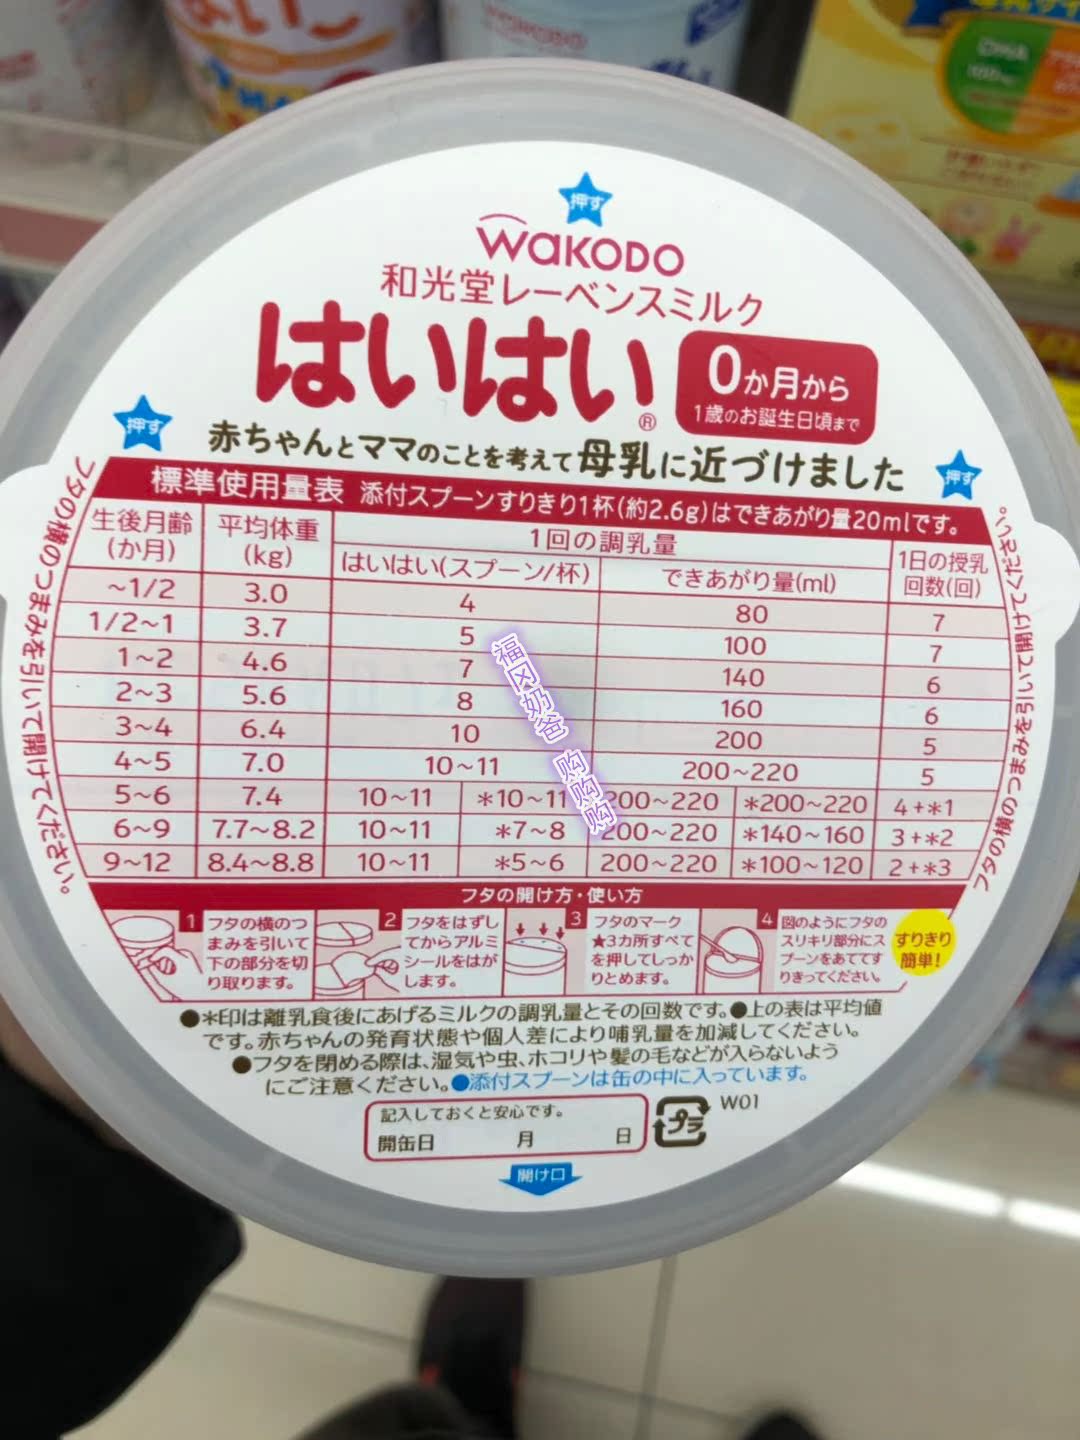 押す
WAKODO
和光堂レーベンスミルク
はいはい®
0か月から
1歳のお誕生日頃まで
押す
赤ちゃんとママのことを考えて母乳に近づけました
押す
標準使用量表 添付スプーンすりきり1杯(約2.6g)はできあがり量20mlです。
生後月齢(か月) 平均体重(kg) 1回の調乳量 1日の授乳回数(回)
はいはい(スプーン/杯) できあがり量(ml)
~1/2 3.0 4 80 7
1/2~1 3.7 5 100 7
1~2 4.6 7 140 6
2~3 5.6 8 160 6
3~4 6.4 10 200 5
4~5 7.0 10~11 200~220 5
5~6 7.4 10~11 *10~11 200~220 *200~220 4+*1
6~9 7.7~8.2 10~11 *7~8 200~220 *140~160 3+*2
9~12 8.4~8.8 10~11 *5~6 200~220 *100~120 2+*3
福冈奶爸 购购购
フタの横のつまみを引いて開けてください。
フタの横のつまみを引いて開けてください。
フタの開け方・使い方
1 フタの横のつ
まみを引いて
下の部分を切
り取ります。
2 フタをはずし
てからアルミ
シールをはが
します。
3 フタのマーク
★3カ所すべて
を押してしっか
りとめます。
4 図のようにフタの
スリキリ部分にス
プーンをあててす
りきってください。
すりきり
簡単!
●*印は離乳食後にあげるミルクの調乳量とその回数です。●上の表は平均値
です。赤ちゃんの発育状態や個人差により哺乳量を加減してください。
●フタを閉める際は、湿気や虫、ホコリや髪の毛などが入らないよう
にご注意ください。●添付スプーンは缶の中に入っています。
記入しておくと安心です。
開缶日 月 日
プラ
W01
開け口